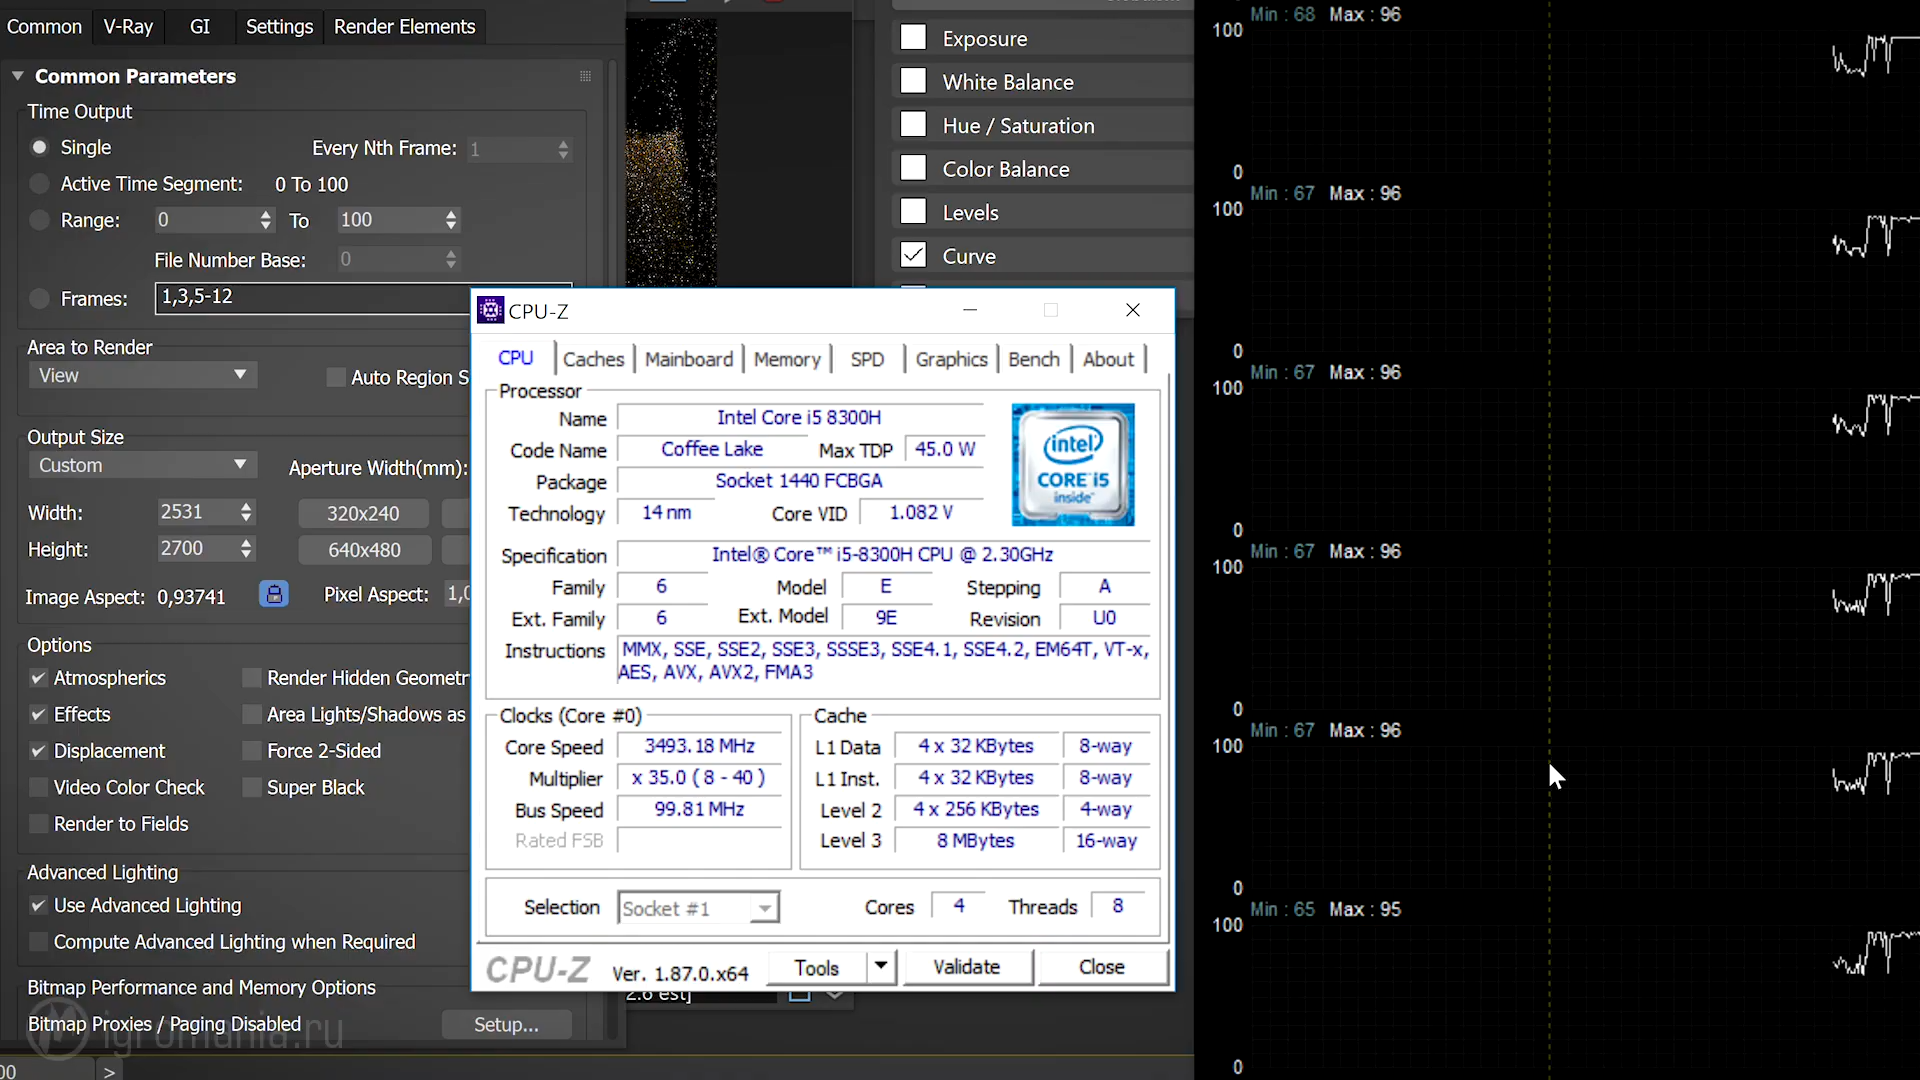 Common V-Ray GI Settings Render Elements
Common Parameters
Time Output
Single Every Nth Frame: 1
Active Time Segment: 0 To 100
Range: 0 To 100
File Number Base: 0
Frames: 1,3,5-12
Area to Render
View Auto Region S
Output Size
Custom Aperture Width(mm):
Width: 2531 320x240
Height: 2700 640x480
Image Aspect: 0,93741 Pixel Aspect: 1,0
Options
Atmospherics Render Hidden Geometr
Effects Area Lights/Shadows as
Displacement Force 2-Sided
Video Color Check Super Black
Render to Fields
Advanced Lighting
Use Advanced Lighting
Compute Advanced Lighting when Required
Bitmap Performance and Memory Options
Bitmap Proxies / Paging Disabled Setup...
igromania.ru
00 >
Exposure
White Balance
Hue / Saturation
Color Balance
Levels
Curve
CPU-Z
CPU Caches Mainboard Memory SPD Graphics Bench About
Processor
Name Intel Core i5 8300H
Code Name Coffee Lake Max TDP 45.0 W
Package Socket 1440 FCBGA
Technology 14 nm Core VID 1.082 V
intel
CORE i5
inside
Specification Intel® Core™ i5-8300H CPU @ 2.30GHz
Family 6 Model E Stepping A
Ext. Family 6 Ext. Model 9E Revision U0
Instructions MMX, SSE, SSE2, SSE3, SSSE3, SSE4.1, SSE4.2, EM64T, VT-x,
AES, AVX, AVX2, FMA3
Clocks (Core #0)
Core Speed 3493.18 MHz
Multiplier x 35.0 ( 8 - 40 )
Bus Speed 99.81 MHz
Rated FSB
Cache
L1 Data 4 x 32 KBytes 8-way
L1 Inst. 4 x 32 KBytes 8-way
Level 2 4 x 256 KBytes 4-way
Level 3 8 MBytes 16-way
Selection Socket #1 Cores 4 Threads 8
CPU-Z Ver. 1.87.0.x64 Tools Validate Close
2.6 est]
Min : 68 Max : 96
100
0
Min : 67 Max : 96
100
0
Min : 67 Max : 96
100
0
Min : 67 Max : 96
100
0
Min : 67 Max : 96
100
0
Min : 65 Max : 95
100
0